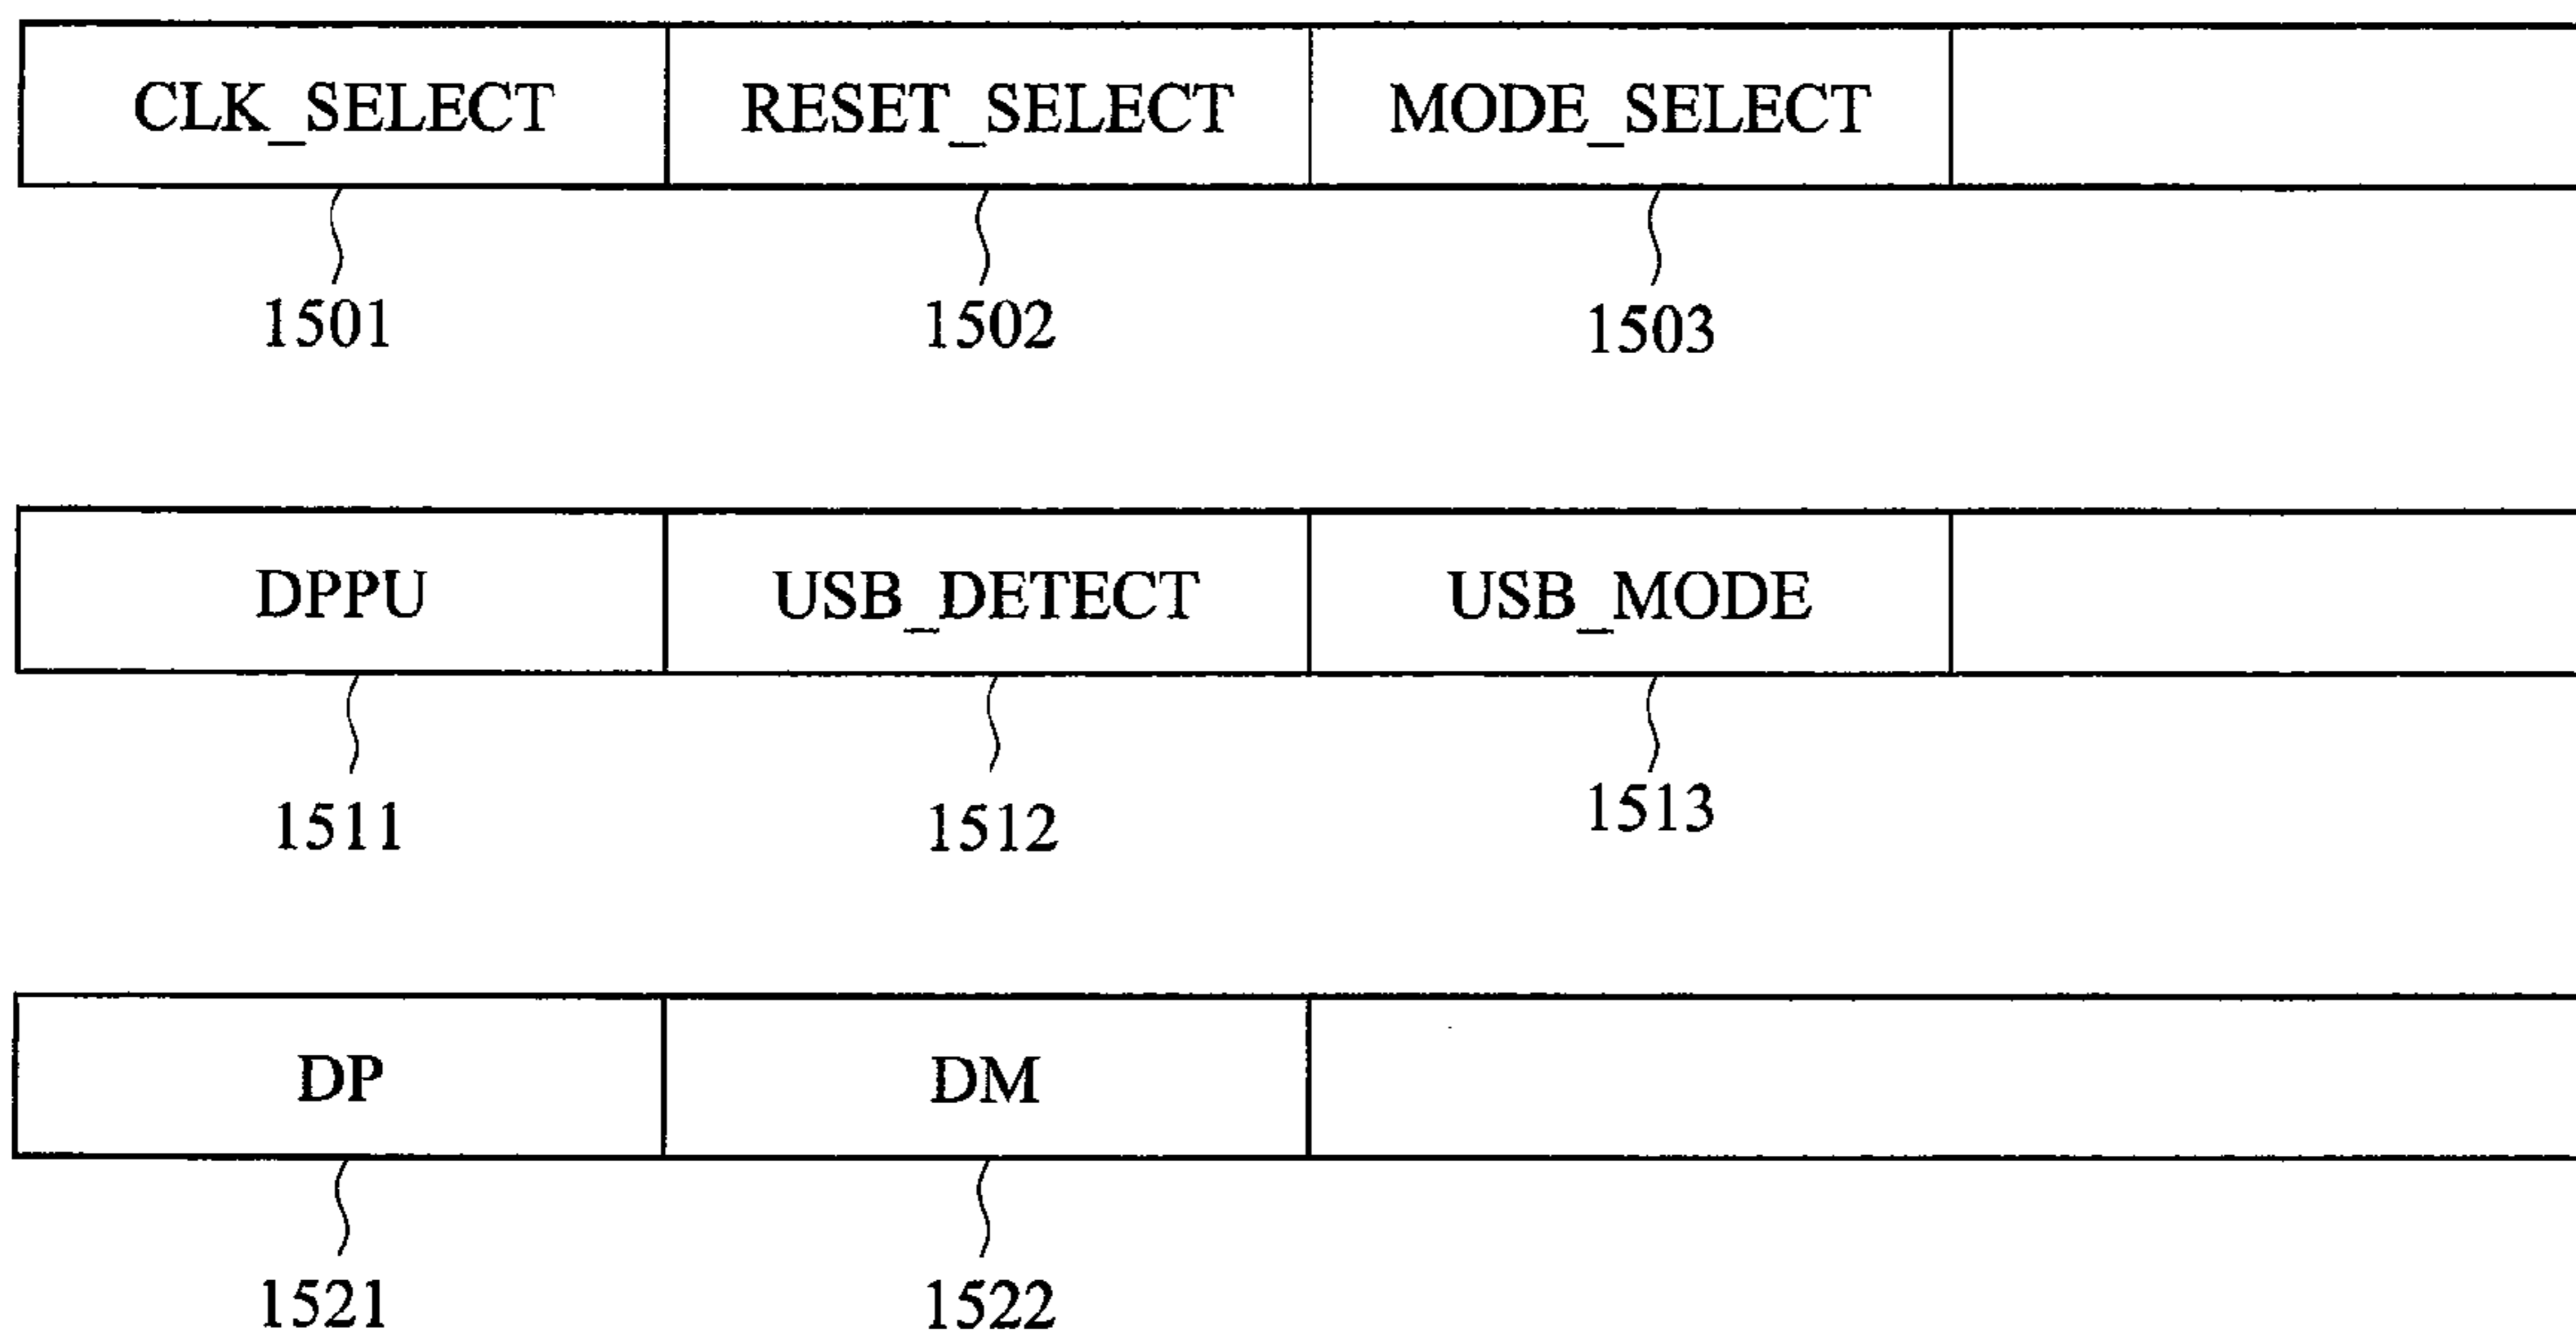 CLK_SELECT RESET_SELECT MODE_SELECT
1501 1502 1503
DPPU USB_DETECT USB_MODE
1511 1512 1513
DP DM
1521 1522